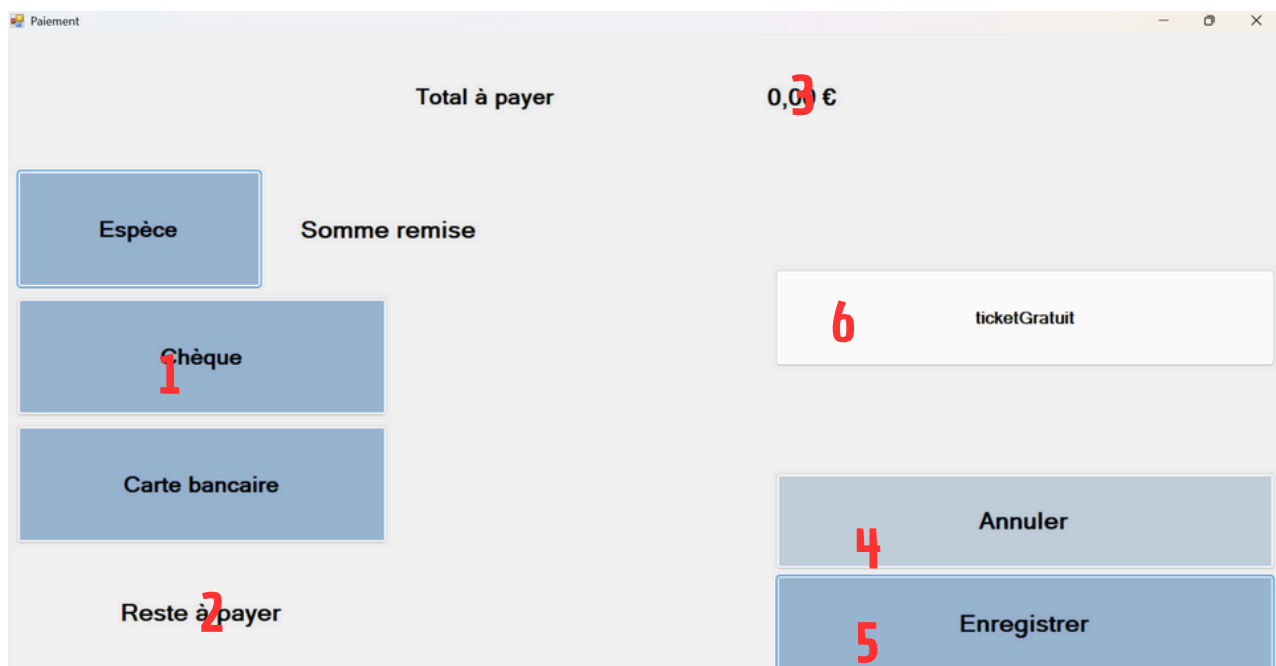 Paiement
Total à payer 0,00 €
3
Espèce Somme remise
6 ticketGratuit
Chèque
1
Carte bancaire
Annuler
4
Reste à payer
2
Enregistrer
5